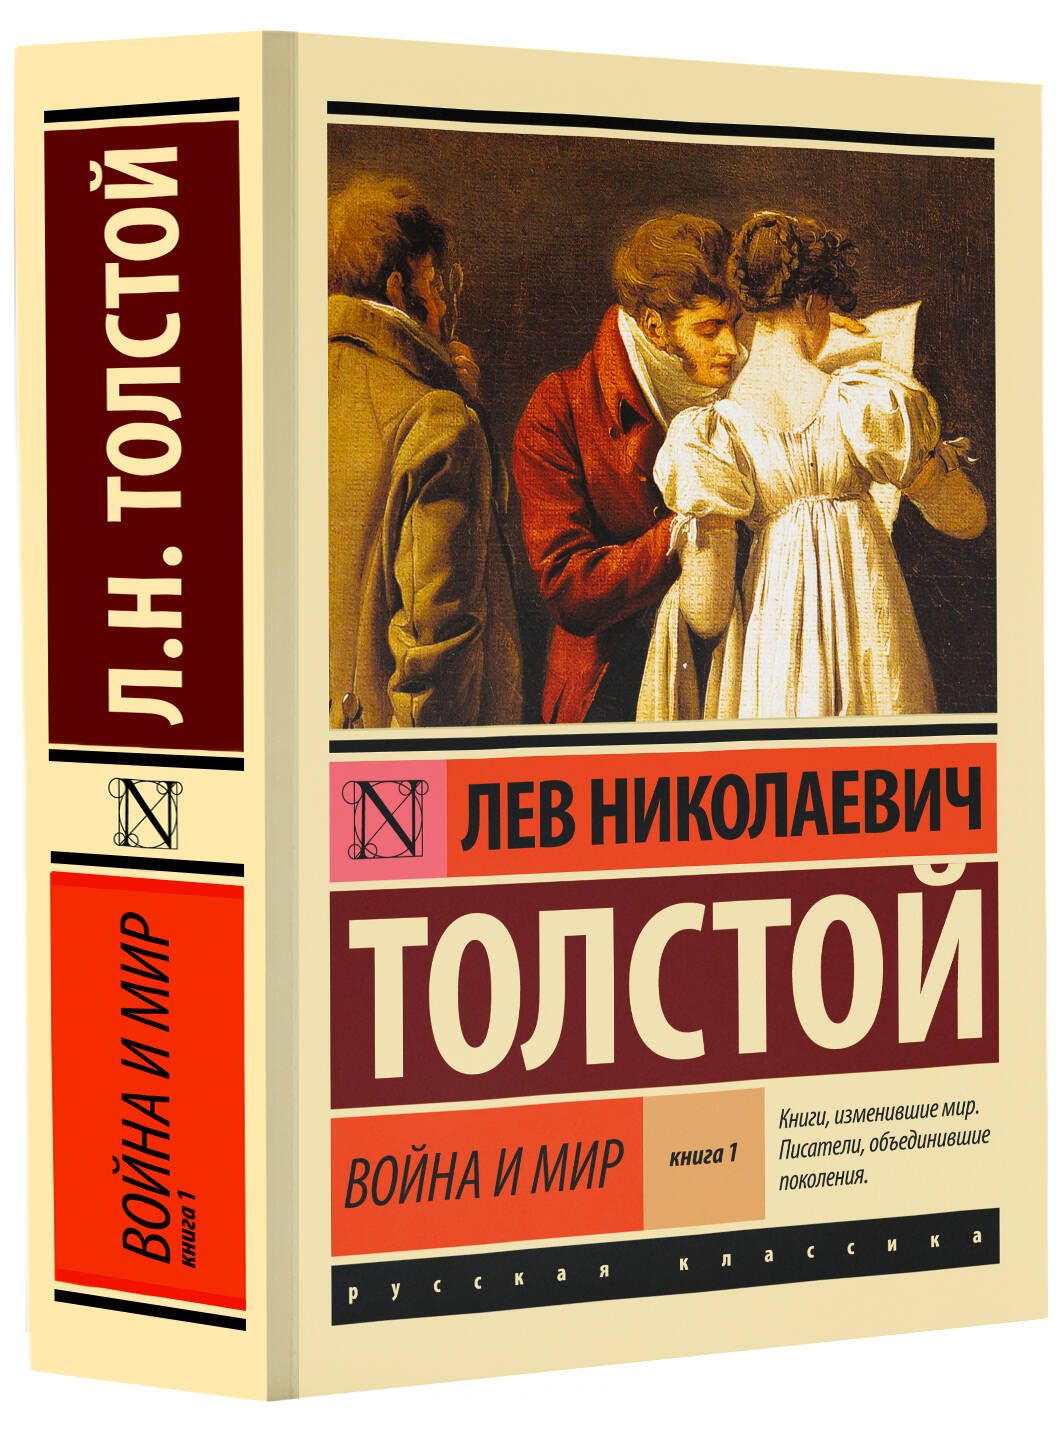 Л.Н. ТОЛСТОЙ
N
ВОЙНА И МИР
книга 1
N
ЛЕВ НИКОЛАЕВИЧ
ТОЛСТОЙ
ВОЙНА И МИР
книга 1
Книги, изменившие мир.
Писатели, объединившие
поколения.
русская классика